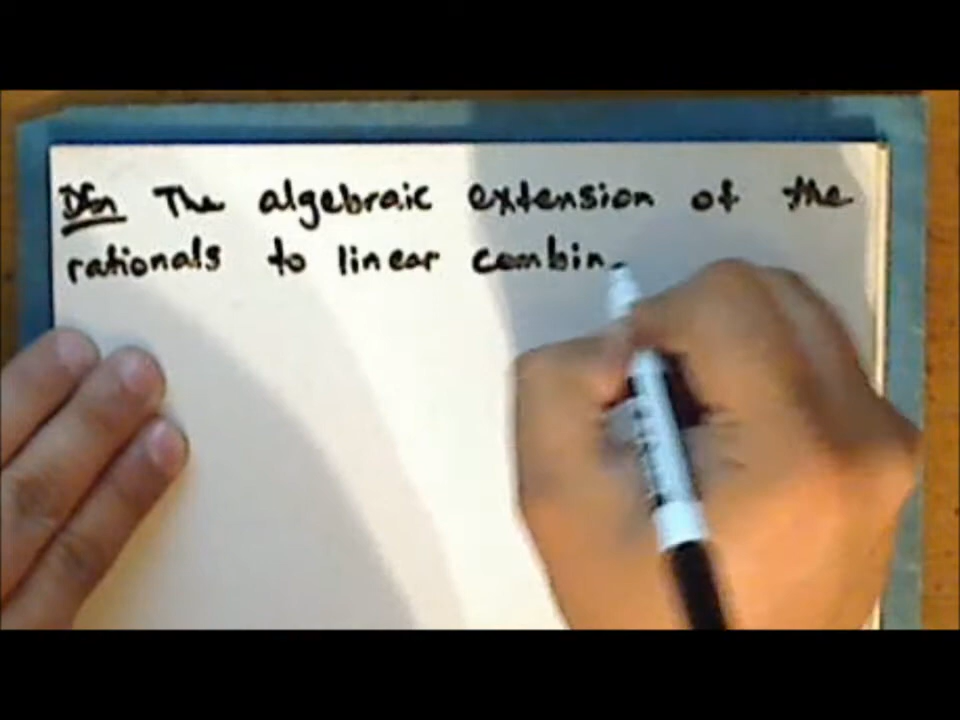 Dfn The algebraic extension of the
rationals to linear combin